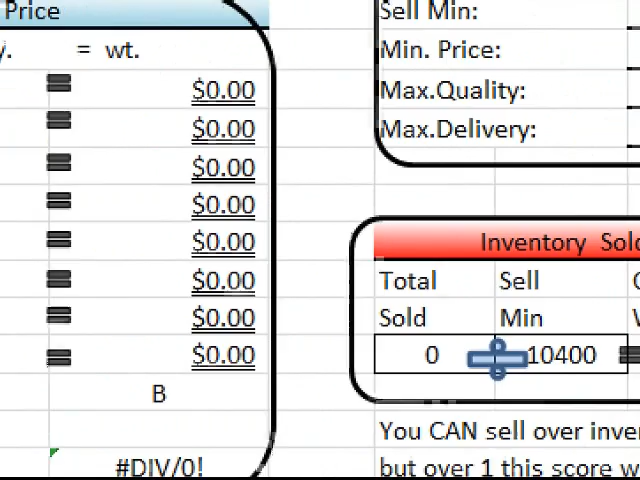 Price
y. = wt.
$0.00
$0.00
$0.00
$0.00
$0.00
$0.00
$0.00
$0.00
B
#DIV/0!
Sell Min:
Min. Price:
Max.Quality:
Max.Delivery:
Inventory Sold
Total Sell
Sold Min
0 10400
You CAN sell over
but over 1 this score